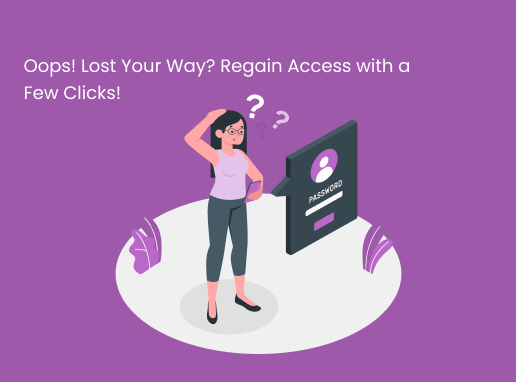 Oops! Lost Your Way? Regain Access with a
Few Clicks!
? ? ?
PASSWORD